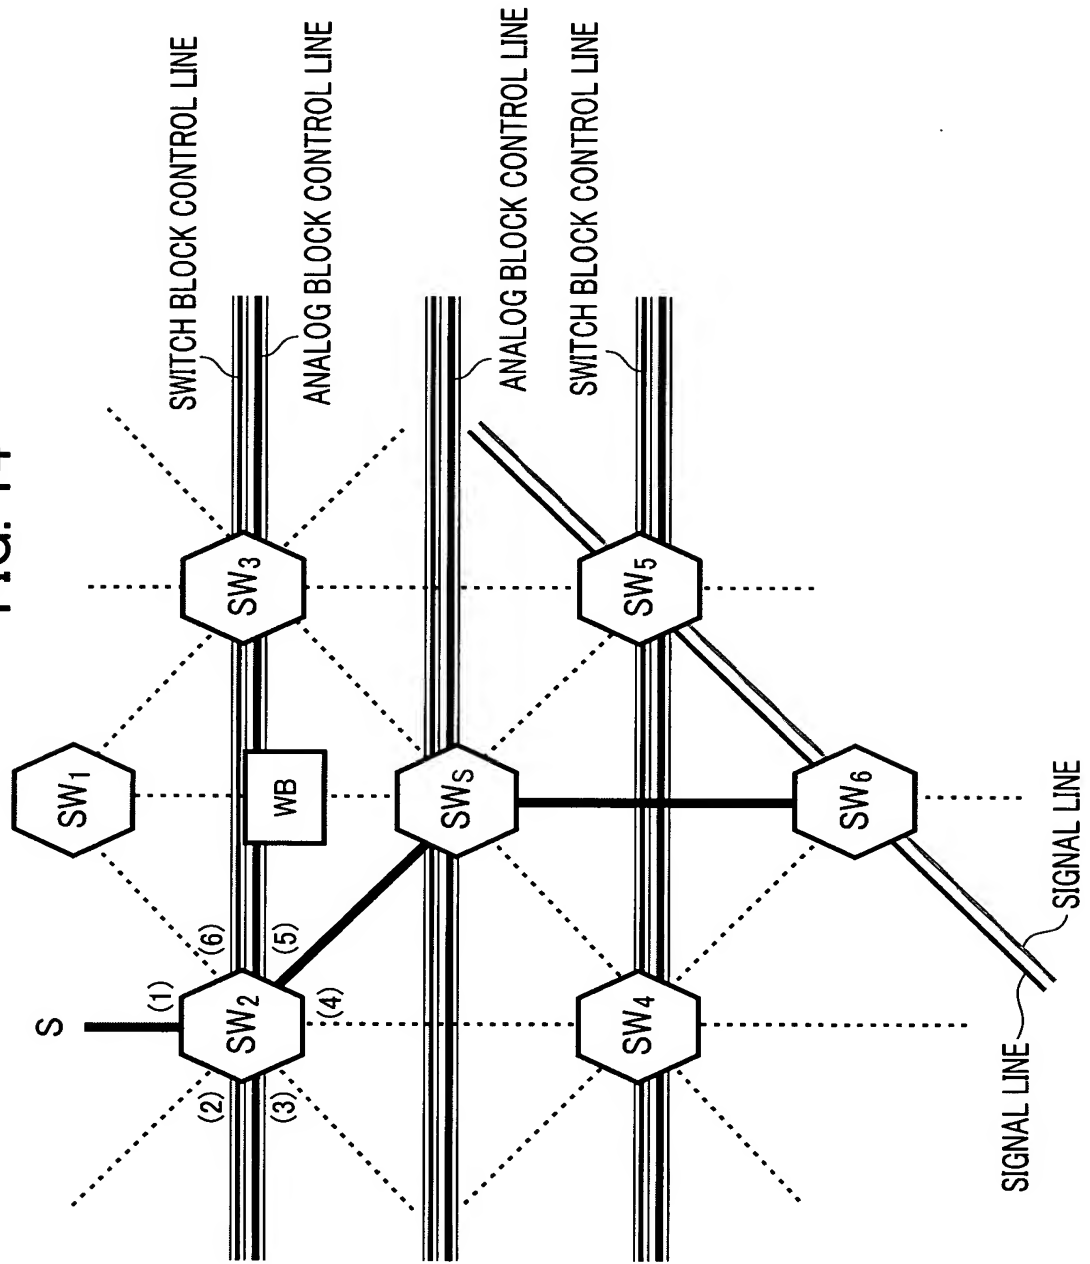 FIG. 14
SWITCH BLOCK CONTROL LINE
ANALOG BLOCK CONTROL LINE
ANALOG BLOCK CONTROL LINE
SWITCH BLOCK CONTROL LINE
S
(1)
(2)
(3)
(4)
(5)
(6)
SW1
SW2
SW3
WB
SWS
SW4
SW5
SW6
SIGNAL LINE
SIGNAL LINE